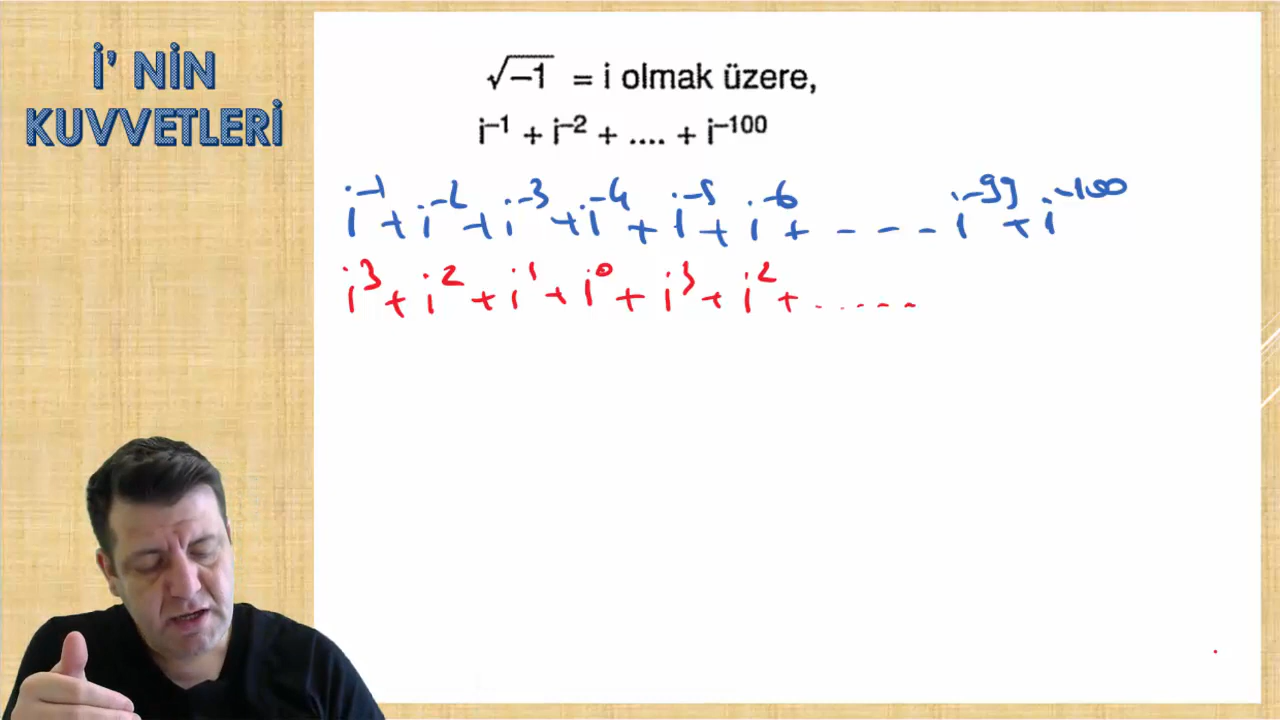 İ' NİN
KUVVETLERİ
√−1 = i olmak üzere,
i⁻¹ + i⁻² + .... + i⁻¹⁰⁰
i⁻¹ + i⁻² + i⁻³ + i⁻⁴ + i⁻⁵ + i⁻⁶ + - - - - i⁻⁹⁹ + i⁻¹⁰⁰
i³ + i² + i¹ + i⁰ + i³ + i² + .....